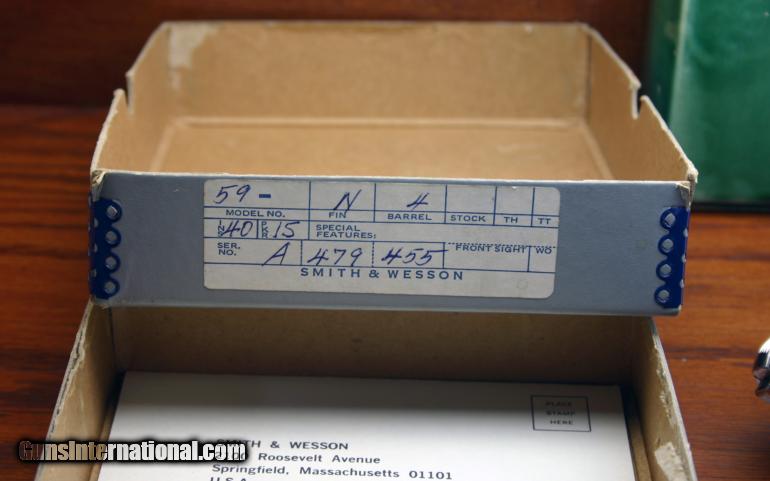 59 - N 4
MODEL NO. FIN BARREL STOCK TH TT
40 15 SPECIAL FEATURES:
SER. NO. A 479 455 FRONT SIGHT WO
SMITH & WESSON
PLACE
STAMP
HERE
SMITH & WESSON
Roosevelt Avenue
Springfield, Massachusetts 01101
U.S.A.
GunsInternational.com